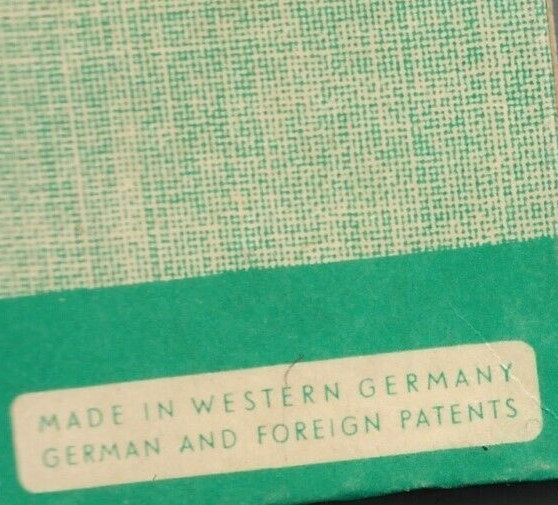 MADE IN WESTERN GERMANY
GERMAN AND FOREIGN PATENTS